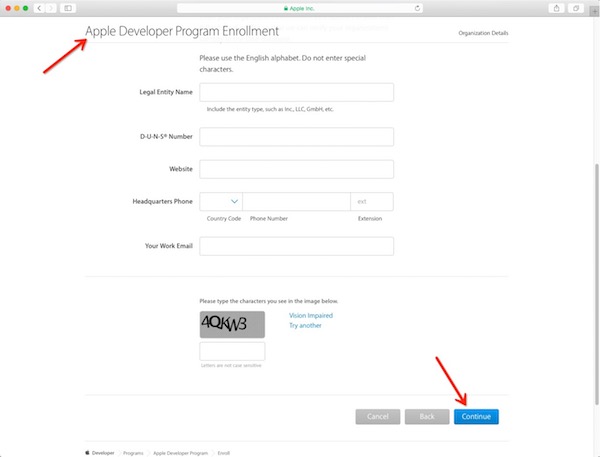 Apple Inc.
Apple Developer Program Enrollment
Organization Details
Please use the English alphabet. Do not enter special
characters.
Legal Entity Name
Include the entity type, such as Inc., LLC, GmbH, etc.
D-U-N-S® Number
Website
Headquarters Phone
ext
Country Code Phone Number Extension
Your Work Email
Please type the characters you see in the image below.
4QKW3
Vision Impaired
Try another
Letters are not case sensitive
Cancel Back Continue
Developer Programs Apple Developer Program Enroll